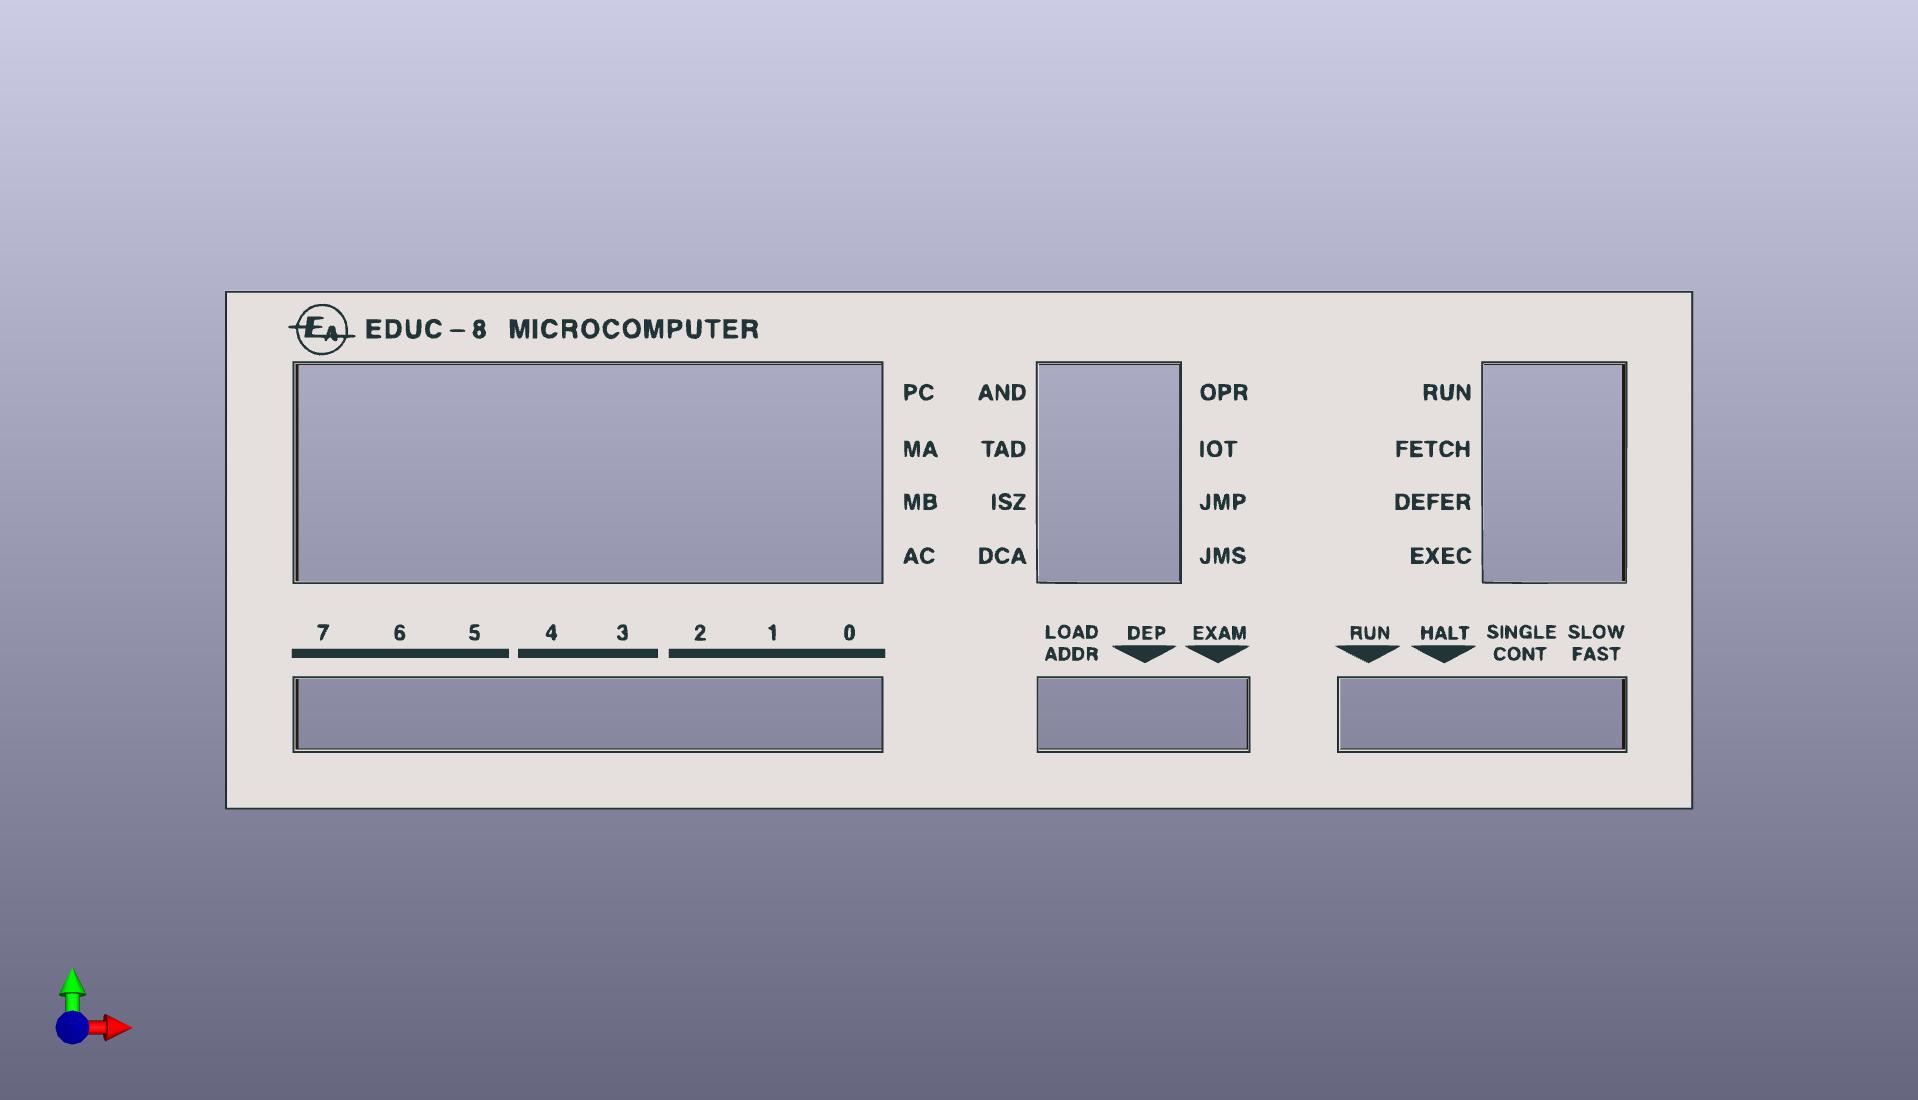 EA EDUC – 8 MICROCOMPUTER
PC AND OPR RUN
MA TAD IOT FETCH
MB ISZ JMP DEFER
AC DCA JMS EXEC
7 6 5 4 3 2 1 0
LOAD DEP EXAM RUN HALT SINGLE SLOW
ADDR CONT FAST